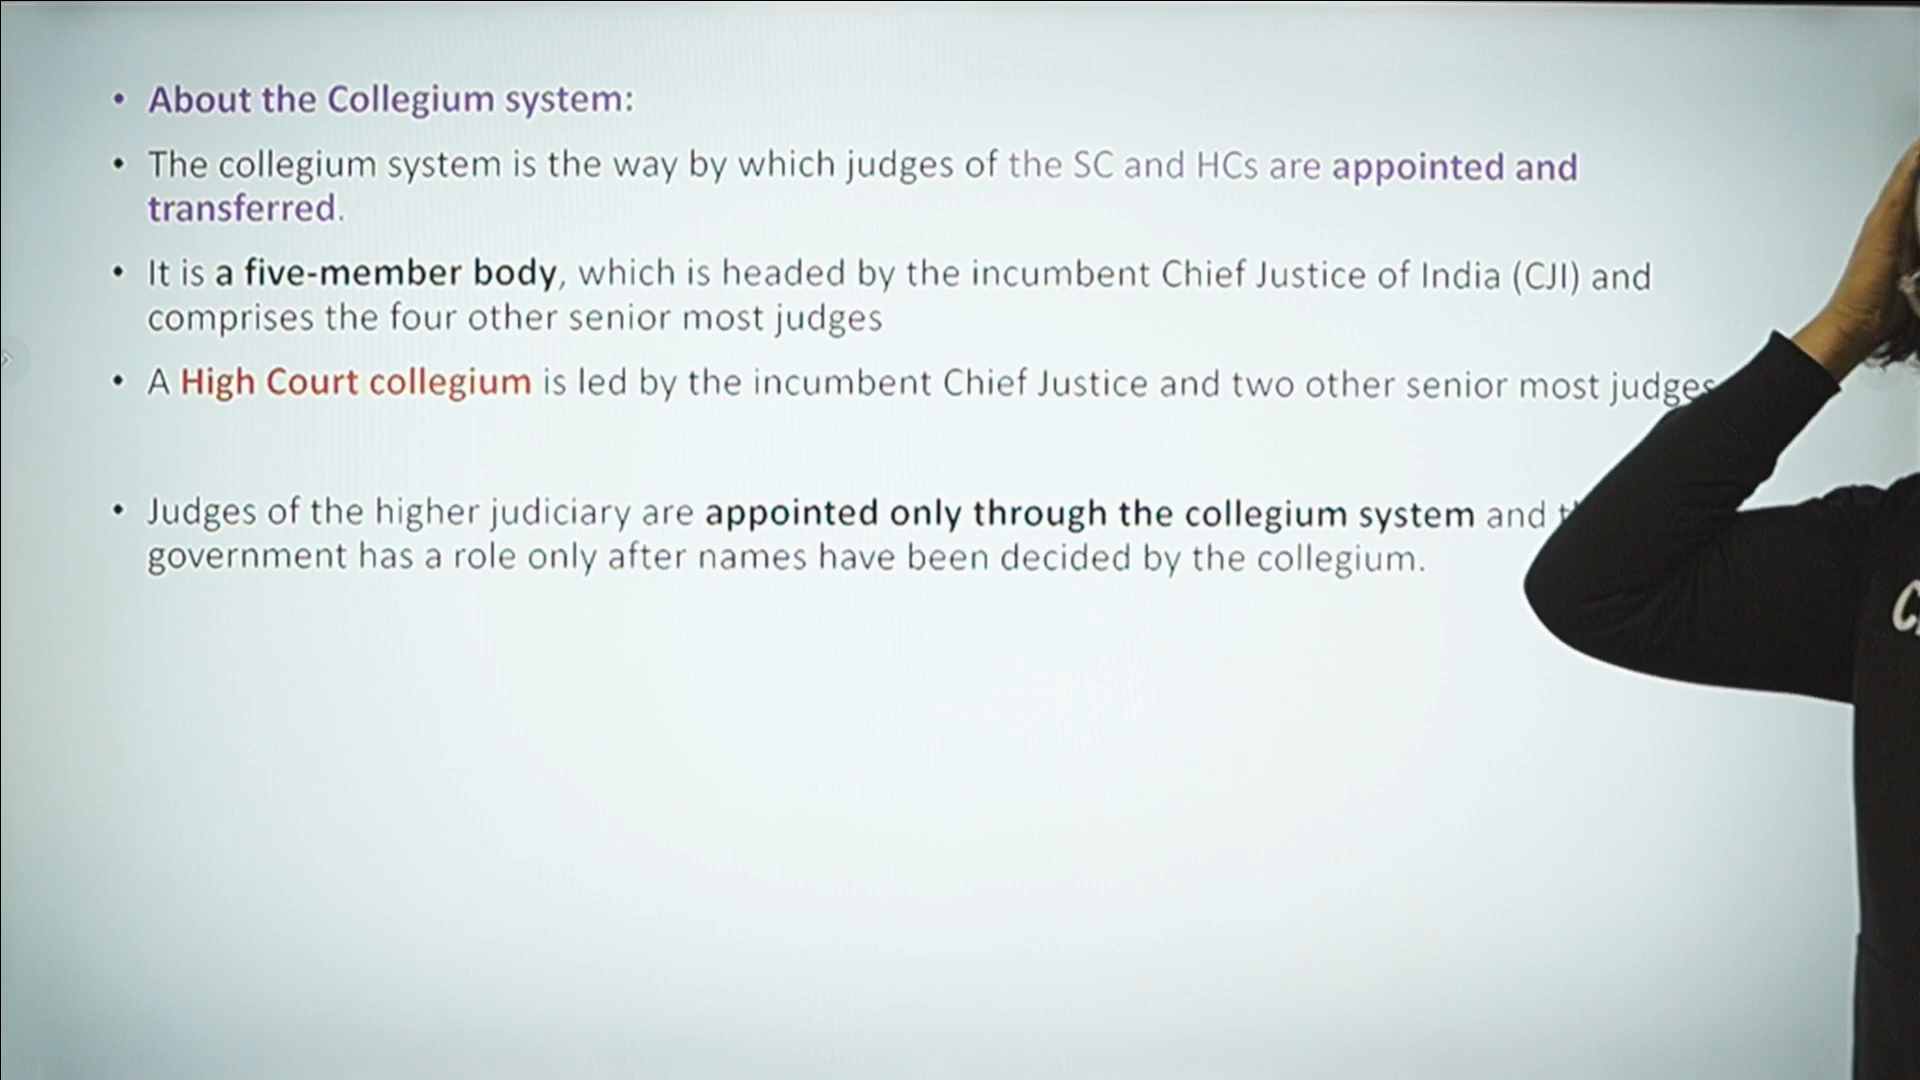 • About the Collegium system:
• The collegium system is the way by which judges of the SC and HCs are appointed and
transferred.
• It is a five-member body, which is headed by the incumbent Chief Justice of India (CJI) and
comprises the four other senior most judges
• A High Court collegium is led by the incumbent Chief Justice and two other senior most judges
• Judges of the higher judiciary are appointed only through the collegium system and
government has a role only after names have been decided by the collegium.